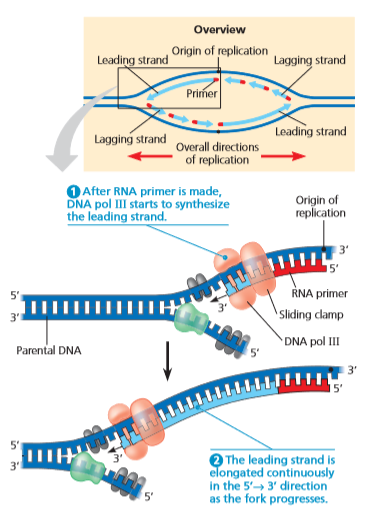 Overview
Origin of replication
Leading strand
Lagging strand
Primer
Lagging strand
Leading strand
Overall directions
of replication
1 After RNA primer is made,
DNA pol III starts to synthesize
the leading strand.
Origin of
replication
3′
5′
RNA primer
3′
Sliding clamp
5′
3′
DNA pol III
5′
Parental DNA
3′
5′
5′
3′
3′
5′
2 The leading strand is
elongated continuously
in the 5′→ 3′ direction
as the fork progresses.